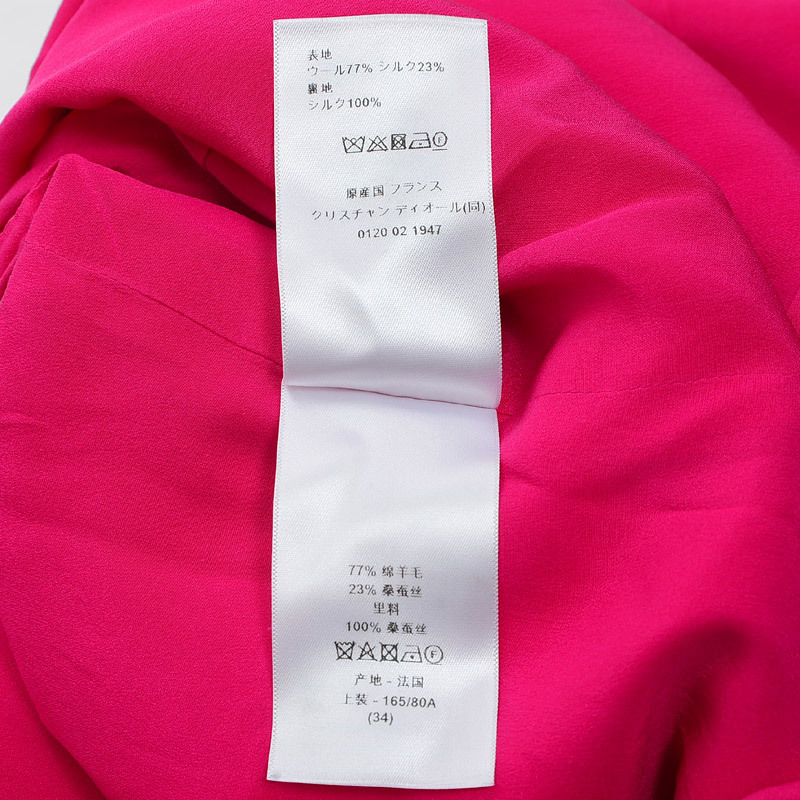 表地
ウール77% シルク23%
裏地
シルク100%
F
原産国 フランス
クリスチャン ディオール(同)
0120 02 1947
77% 绵羊毛
23% 桑蚕丝
里料
100% 桑蚕丝
F
产地 - 法国
上装 - 165/80A
(34)